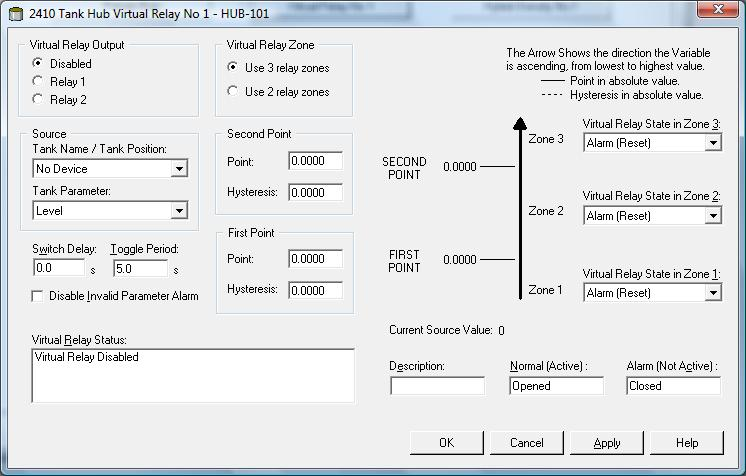 2410 Tank Hub Virtual Relay No 1 - HUB-101
Virtual Relay Output
Disabled
Relay 1
Relay 2
Virtual Relay Zone
Use 3 relay zones
Use 2 relay zones
The Arrow Shows the direction the Variable
is ascending, from lowest to highest value.
Point in absolute value.
Hysteresis in absolute value.
Source
Tank Name / Tank Position:
No Device
Tank Parameter:
Level
Second Point
Point: 0.0000
Hysteresis: 0.0000
First Point
Point: 0.0000
Hysteresis: 0.0000
Switch Delay: Toggle Period:
0.0 s 5.0 s
Disable Invalid Parameter Alarm
SECOND
POINT
0.0000
FIRST
POINT
0.0000
Zone 3
Zone 2
Zone 1
Virtual Relay State in Zone 3:
Alarm (Reset)
Virtual Relay State in Zone 2:
Alarm (Reset)
Virtual Relay State in Zone 1:
Alarm (Reset)
Current Source Value: 0
Virtual Relay Status:
Virtual Relay Disabled
Description: Normal (Active) : Alarm (Not Active) :
Opened Closed
OK Cancel Apply Help